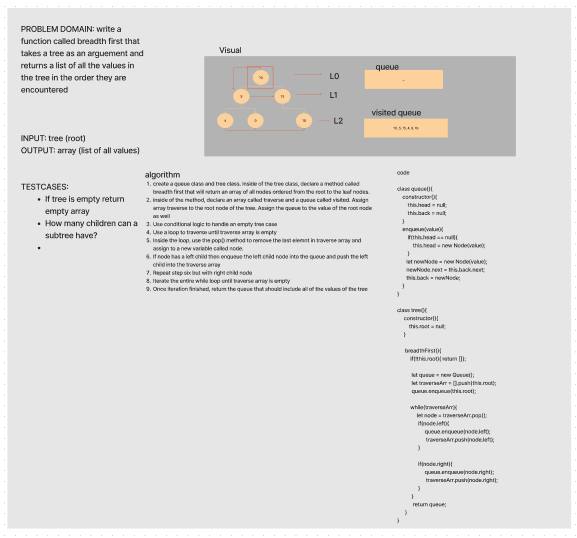 PROBLEM DOMAIN: write a
function called breadth first that
takes a tree as an arguement and
returns a list of all the values in
the tree in the order they are
encountered
INPUT: tree (root)
OUTPUT: array (list of all values)
TESTCASES:
• If tree is empty return
empty array
• How many children can a
subtree have?
•
Visual
10
L0
5
15
L1
4
L2
queue
visited queue
algorithm
1. create a queue class and tree class. Inside of the tree class, declare a method called
breadth first that will return an array of all nodes ordered from the root to the leaf nodes.
2. inside of the method, declare an array called traverse and a queue called visited. Assign
array traverse to the root node of the tree. Assign the queue to the value of the root node
as well
3. Use conditional logic to handle an empty tree case
4. Use a loop to traverse until traverse array is empty
5. Inside the loop, use the pop() method to remove the last elemnt in traverse array and
assign to a new variable called node.
6. If node has a left child then enqueue the left child node into the queue and push the left
child into the traverse array
7. Repeat step six but with right child node
8. Iterate the entire while loop until traverse array is empty
9. Once iteration finished, return the queue that should include all of the values of the tree
code
class queue(){
constructor(){
this.head = null;
this.back = null;
}
enqueue(value){
if(this.head == null){
this.head = new Node(value);
}
let newNode = new Node(value);
newNode.next = this.back.next;
this.back = newNode;
}
}
class tree(){
constructor(){
this.root = null;
}
breadthFirst(){
if(!this.root){ return []};
let queue = new Queue();
let traverseArr = [].push(this.root);
queue.enqueue(this.root);
while(traverseArr){
let node = traverseArr.pop();
if(node.left){
queue.enqueue(node.left);
traverseArr.push(node.left);
}
if(node.right){
queue.enqueue(node.right);
traverseArr.push(node.right);
}
}
return queue;
}